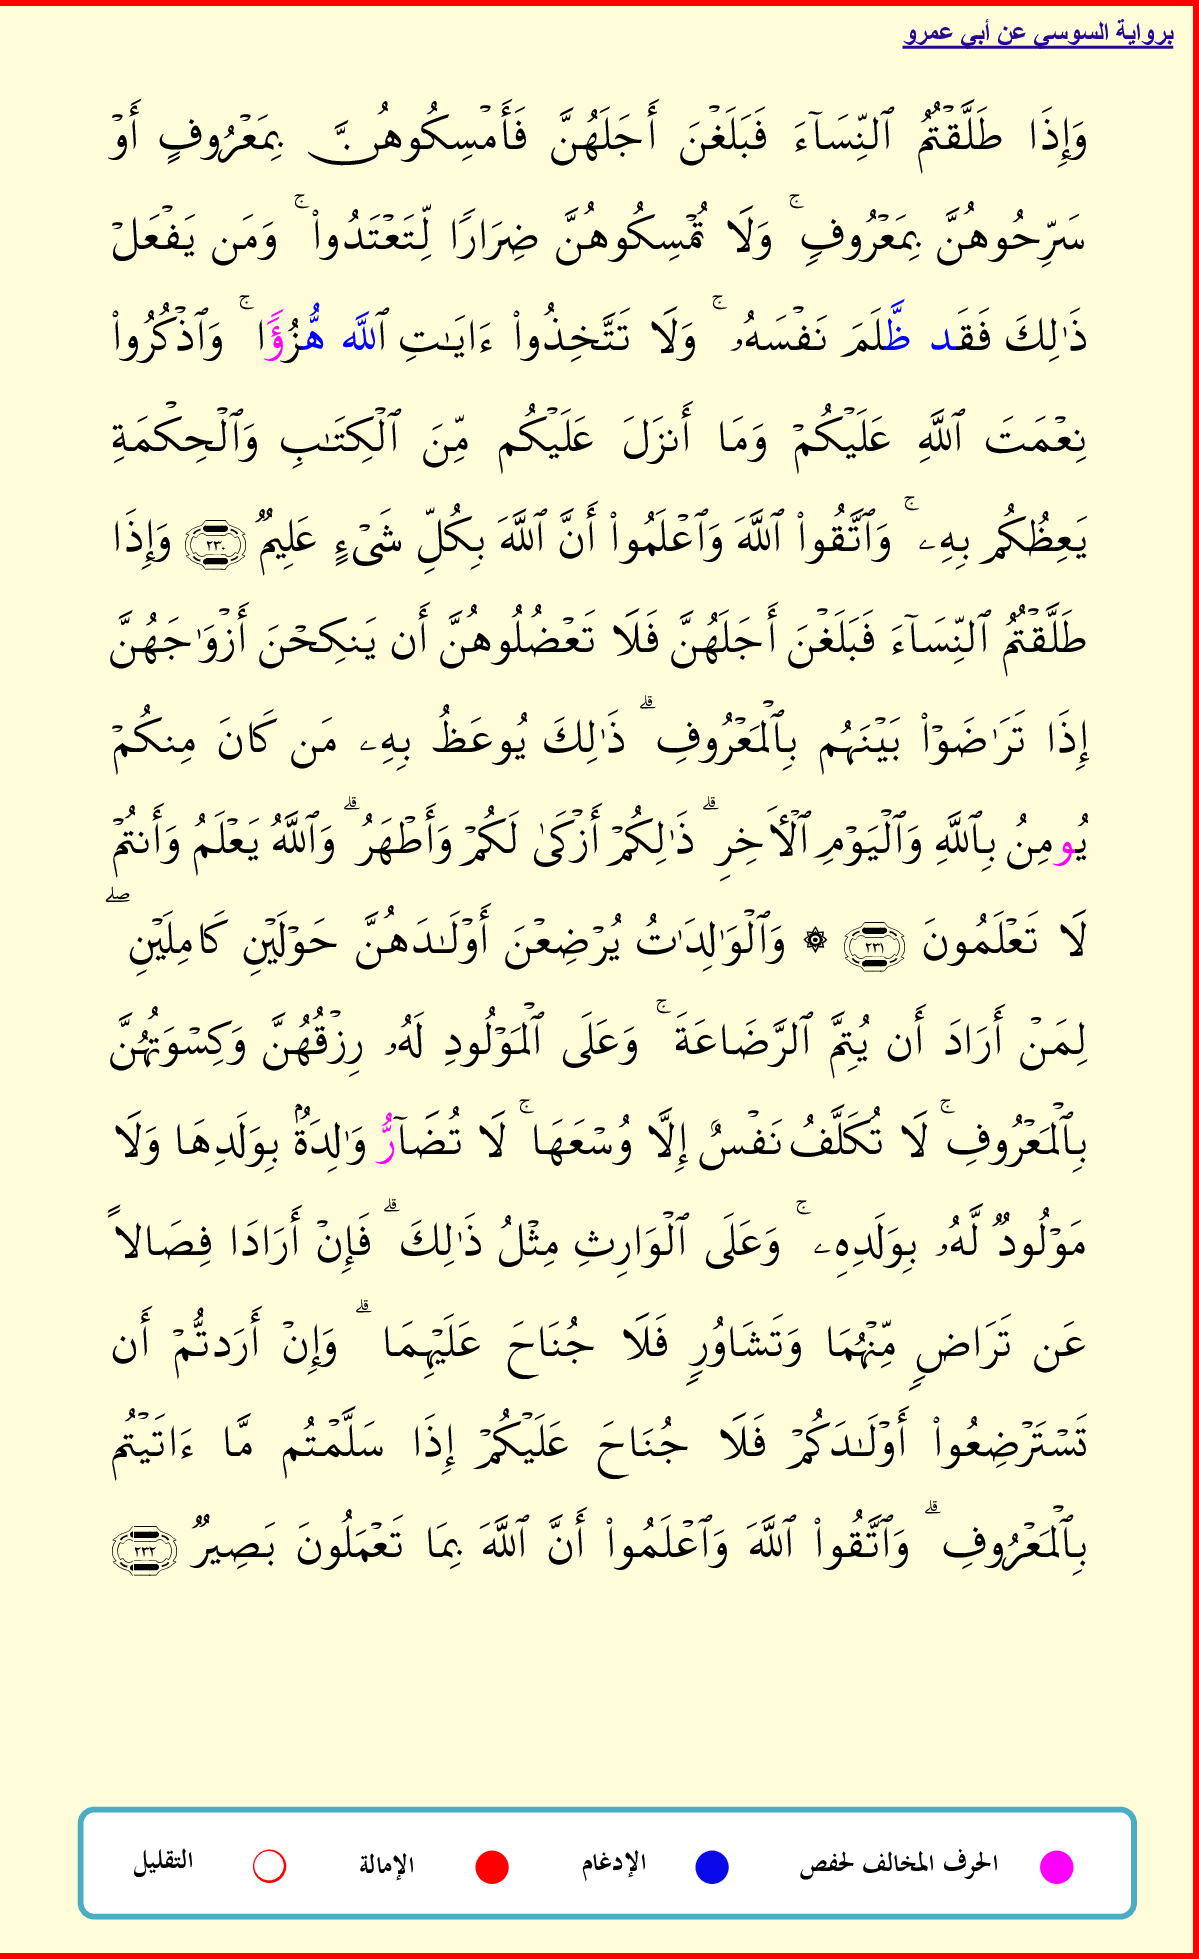 برواية السوسي عن أبي عمرو
وَإِذَا طَلَّقۡتُمُ ٱلنِّسَآءَ فَبَلَغۡنَ أَجَلَهُنَّ فَأَمۡسِكُوهُنَّ بِمَعۡرُوفٍ أَوۡ
سَرِّحُوهُنَّ بِمَعۡرُوفٖۚ وَلَا تُمۡسِكُوهُنَّ ضِرَارٗا لِّتَعۡتَدُواْۚ وَمَن يَفۡعَلۡ
ذَٰلِكَ فَقَد ظَّلَمَ نَفۡسَهُۥۚ وَلَا تَتَّخِذُواْ ءَايَٰتِ ٱللَّه هُّزُؤٗاۚ وَٱذۡكُرُواْ
نِعۡمَتَ ٱللَّهِ عَلَيۡكُمۡ وَمَا أَنزَلَ عَلَيۡكُم مِّنَ ٱلۡكِتَٰبِ وَٱلۡحِكۡمَةِ
يَعِظُكُم بِهِۦۚ وَٱتَّقُواْ ٱللَّهَ وَٱعۡلَمُواْ أَنَّ ٱللَّهَ بِكُلِّ شَيۡءٍ عَلِيمٞ ٢٣٠ وَإِذَا
طَلَّقۡتُمُ ٱلنِّسَآءَ فَبَلَغۡنَ أَجَلَهُنَّ فَلَا تَعۡضُلُوهُنَّ أَن يَنكِحۡنَ أَزۡوَٰجَهُنَّ
إِذَا تَرَٰضَوۡاْ بَيۡنَهُم بِٱلۡمَعۡرُوفِۗ ذَٰلِكَ يُوعَظُ بِهِۦ مَن كَانَ مِنكُمۡ
يُومِنُ بِٱللَّهِ وَٱلۡيَوۡمِ ٱلۡأٓخِرِۗ ذَٰلِكُمۡ أَزۡكَىٰ لَكُمۡ وَأَطۡهَرُۗ وَٱللَّهُ يَعۡلَمُ وَأَنتُمۡ
لَا تَعۡلَمُونَ ٢٣١ ۞ وَٱلۡوَٰلِدَٰتُ يُرۡضِعۡنَ أَوۡلَٰدَهُنَّ حَوۡلَيۡنِ كَامِلَيۡنِۖ
لِمَنۡ أَرَادَ أَن يُتِمَّ ٱلرَّضَاعَةَۚ وَعَلَى ٱلۡمَوۡلُودِ لَهُۥ رِزۡقُهُنَّ وَكِسۡوَتُهُنَّ
بِٱلۡمَعۡرُوفِۚ لَا تُكَلَّفُ نَفۡسٌ إِلَّا وُسۡعَهَاۚ لَا تُضَآرُّ وَٰلِدَةُۢ بِوَلَدِهَا وَلَا
مَوۡلُودٞ لَّهُۥ بِوَلَدِهِۦۚ وَعَلَى ٱلۡوَارِثِ مِثۡلُ ذَٰلِكَۗ فَإِنۡ أَرَادَا فِصَالاً
عَن تَرَاضٖ مِّنۡهُمَا وَتَشَاوُرٖ فَلَا جُنَاحَ عَلَيۡهِمَاۗ وَإِنۡ أَرَدتُّمۡ أَن
تَسۡتَرۡضِعُواْ أَوۡلَٰدَكُمۡ فَلَا جُنَاحَ عَلَيۡكُمۡ إِذَا سَلَّمۡتُم مَّا ءَاتَيۡتُم
بِٱلۡمَعۡرُوفِۗ وَٱتَّقُواْ ٱللَّهَ وَٱعۡلَمُواْ أَنَّ ٱللَّهَ بِمَا تَعۡمَلُونَ بَصِيرٞ ٢٣٢
الحرف المخالف لحفص الإدغام الإمالة التقليل